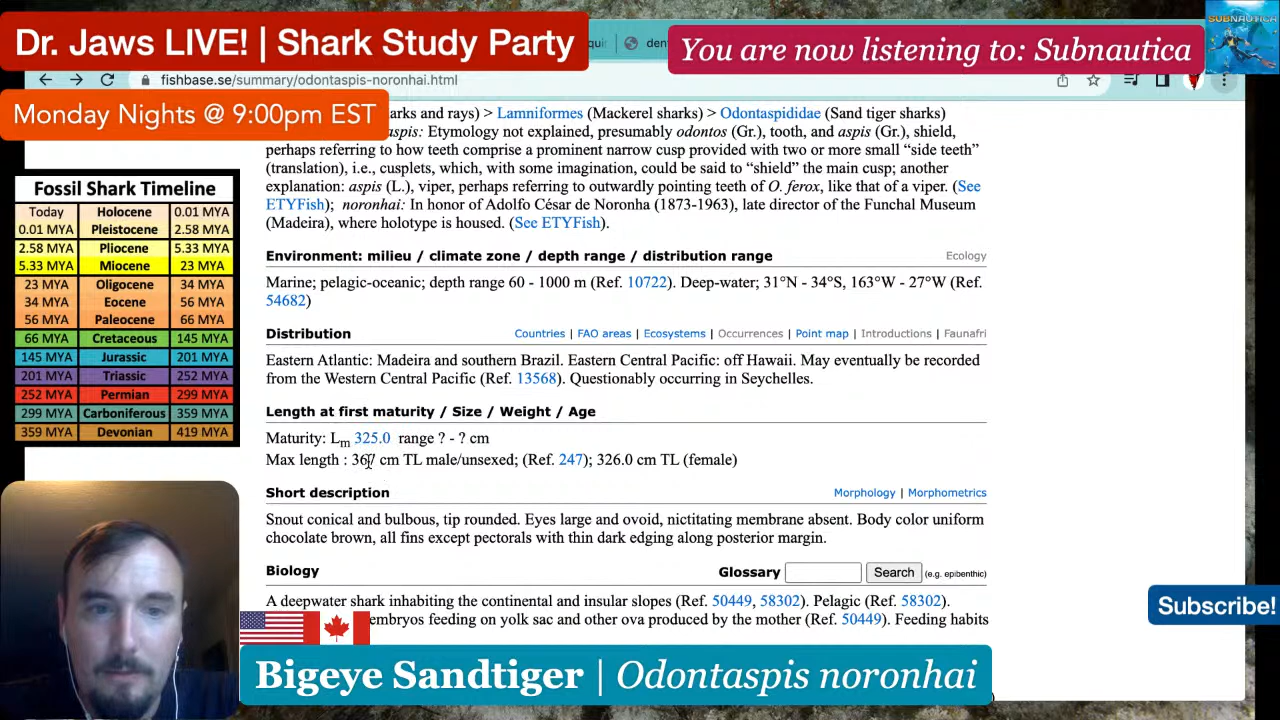 Dr. Jaws LIVE! | Shark Study Party
You are now listening to: Subnautica
SUBNAUTICA
Monday Nights @ 9:00pm EST
fishbase.se/summary/odontaspis-noronhai.html
arks and rays) > Lamniformes (Mackerel sharks) > Odontaspididae (Sand tiger sharks)
aspis: Etymology not explained, presumably odontos (Gr.), tooth, and aspis (Gr.), shield,
perhaps referring to how teeth comprise a prominent narrow cusp provided with two or more small “side teeth”
(translation), i.e., cusplets, which, with some imagination, could be said to “shield” the main cusp; another
explanation: aspis (L.), viper, perhaps referring to outwardly pointing teeth of O. ferox, like that of a viper. (See
ETYFish); noronhai: In honor of Adolfo César de Noronha (1873-1963), late director of the Funchal Museum
(Madeira), where holotype is housed. (See ETYFish).
Environment: milieu / climate zone / depth range / distribution range Ecology
Marine; pelagic-oceanic; depth range 60 - 1000 m (Ref. 10722). Deep-water; 31°N - 34°S, 163°W - 27°W (Ref.
54682)
Distribution Countries | FAO areas | Ecosystems | Occurrences | Point map | Introductions | Faunafri
Eastern Atlantic: Madeira and southern Brazil. Eastern Central Pacific: off Hawaii. May eventually be recorded
from the Western Central Pacific (Ref. 13568). Questionably occurring in Seychelles.
Length at first maturity / Size / Weight / Age
Maturity: Lm 325.0 range ? - ? cm
Max length : 367 cm TL male/unsexed; (Ref. 247); 326.0 cm TL (female)
Short description Morphology | Morphometrics
Snout conical and bulbous, tip rounded. Eyes large and ovoid, nictitating membrane absent. Body color uniform
chocolate brown, all fins except pectorals with thin dark edging along posterior margin.
Biology Glossary Search (e.g. epibenthic)
A deepwater shark inhabiting the continental and insular slopes (Ref. 50449, 58302). Pelagic (Ref. 58302).
embryos feeding on yolk sac and other ova produced by the mother (Ref. 50449). Feeding habits
Fossil Shark Timeline
Today Holocene 0.01 MYA
0.01 MYA Pleistocene 2.58 MYA
2.58 MYA Pliocene 5.33 MYA
5.33 MYA Miocene 23 MYA
23 MYA Oligocene 34 MYA
34 MYA Eocene 56 MYA
56 MYA Paleocene 66 MYA
66 MYA Cretaceous 145 MYA
145 MYA Jurassic 201 MYA
201 MYA Triassic 252 MYA
252 MYA Permian 299 MYA
299 MYA Carboniferous 359 MYA
359 MYA Devonian 419 MYA
Subscribe!
Bigeye Sandtiger | Odontaspis noronhai